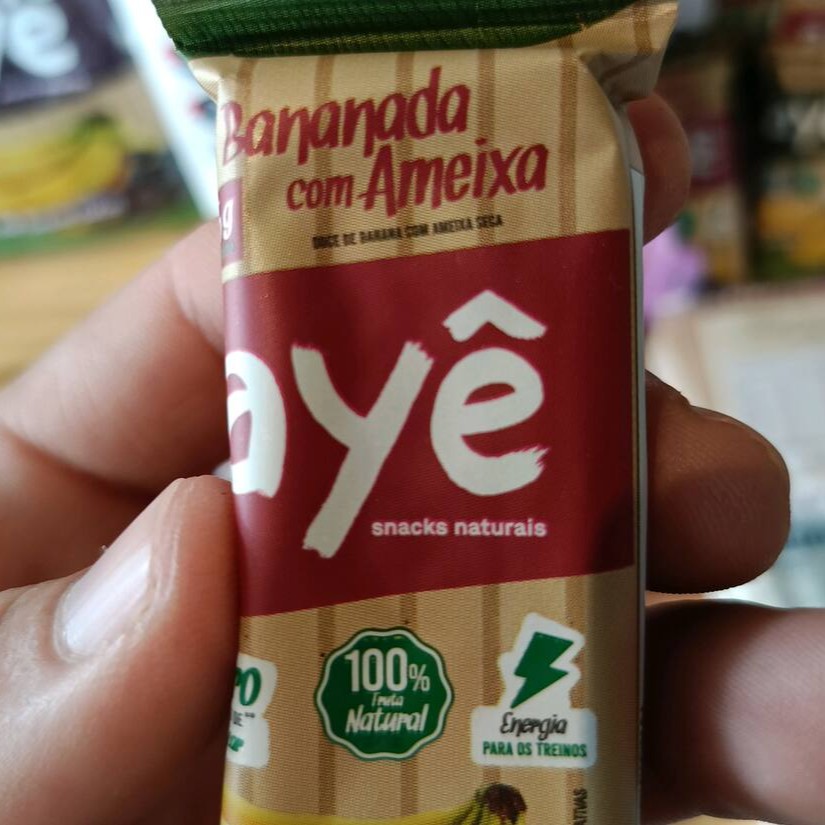 Bananada
com Ameixa
DOCE DE BANANA COM AMEIXA SECA
g
ayê
snacks naturais
100%
Fruta
Natural
Energia
PARA OS TREINOS
DE**